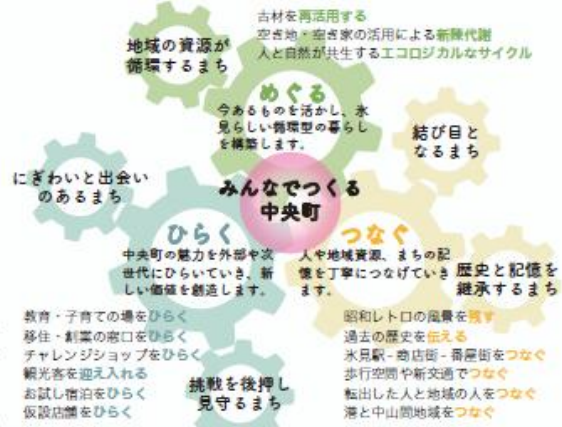 古材を再活用する
空き地・空き家の活用による新陳代謝
人と自然が共生するエコロジカルなサイクル
地域の資源が
循環するまち
めぐる
今あるものを活かし、氷
見らしい循環型の暮らし
を構築します。
結び目と
なるまち
にぎわいと出会い
のあるまち
みんなでつくる
中央町
ひらく
中央町の魅力を外部や次
世代にひらいていき、新
しい価値を創造します。
つなぐ
人や地域資源、まちの記
憶を丁寧につなげていき
ます。
歴史と記憶を
継承するまち
教育・子育ての場をひらく
移住・創業の窓口をひらく
チャレンジショップをひらく
観光客を迎え入れる
お試し宿泊をひらく
仮設店舗をひらく
挑戦を後押し
見守るまち
昭和レトロの風景を残す
過去の歴史を伝える
氷見駅-商店街-番屋街をつなぐ
歩行空間や新交通でつなぐ
転出した人と地域の人をつなぐ
港と中山間地域をつなぐ